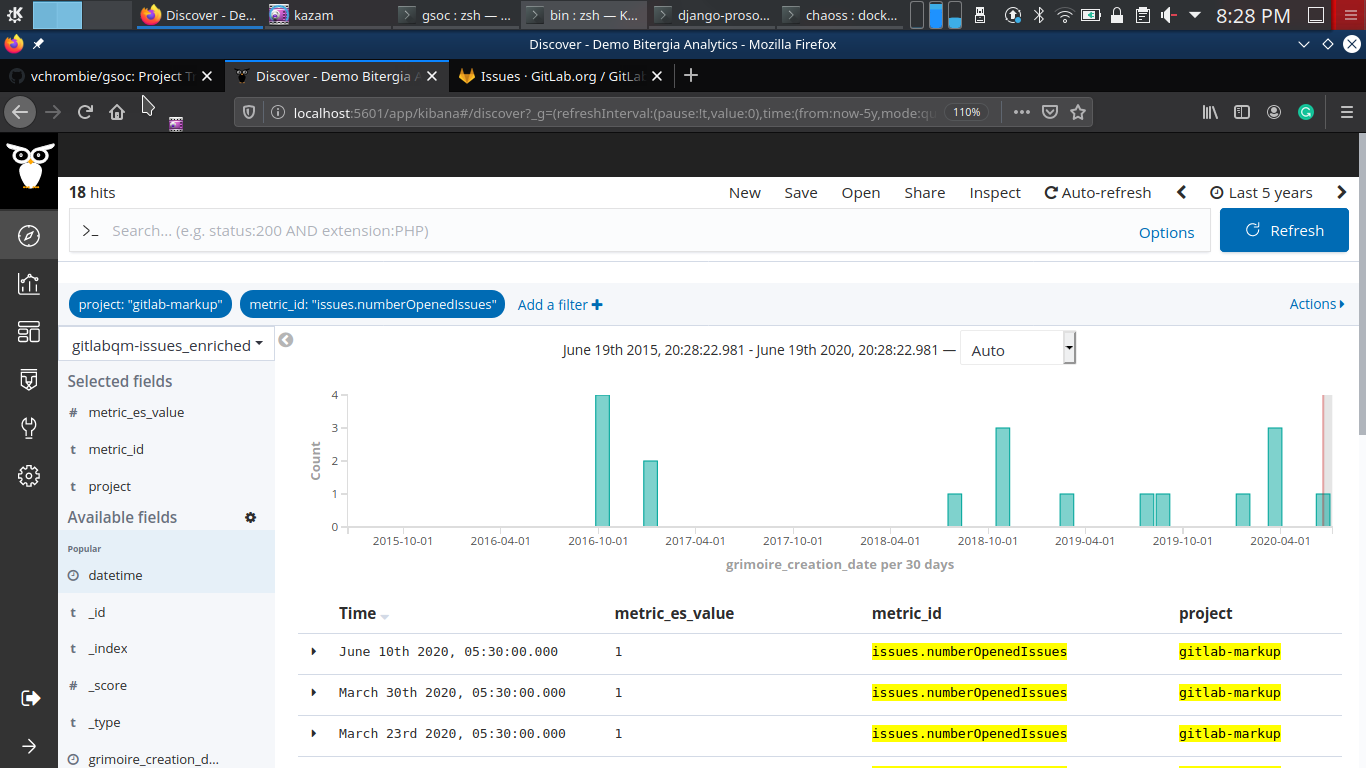 Discover - De...
kazam
gsoc : zsh — ...
bin : zsh — K...
django-proso...
chaoss : dock...
8:28 PM
Discover - Demo Bitergia Analytics - Mozilla Firefox
vchrombie/gsoc: Project Tr
Discover - Demo Bitergia A
Issues · GitLab.org / GitLa
localhost:5601/app/kibana#/discover?_g=(refreshInterval:(pause:!t,value:0),time:(from:now-5y,mode:qu
110%
18 hits
New Save Open Share Inspect Auto-refresh Last 5 years
>_ Search... (e.g. status:200 AND extension:PHP)
Options
Refresh
project: "gitlab-markup"
metric_id: "issues.numberOpenedIssues"
Add a filter
Actions
gitlabqm-issues_enriched
June 19th 2015, 20:28:22.981 - June 19th 2020, 20:28:22.981 —
Auto
Selected fields
# metric_es_value
t metric_id
t project
Available fields
Popular
datetime
t _id
t _index
# _score
t _type
grimoire_creation_d...
Count
4
3
2
1
0
2015-10-01 2016-04-01 2016-10-01 2017-04-01 2017-10-01 2018-04-01 2018-10-01 2019-04-01 2019-10-01 2020-04-01
grimoire_creation_date per 30 days
Time metric_es_value metric_id project
June 10th 2020, 05:30:00.000 1 issues.numberOpenedIssues gitlab-markup
March 30th 2020, 05:30:00.000 1 issues.numberOpenedIssues gitlab-markup
March 23rd 2020, 05:30:00.000 1 issues.numberOpenedIssues gitlab-markup